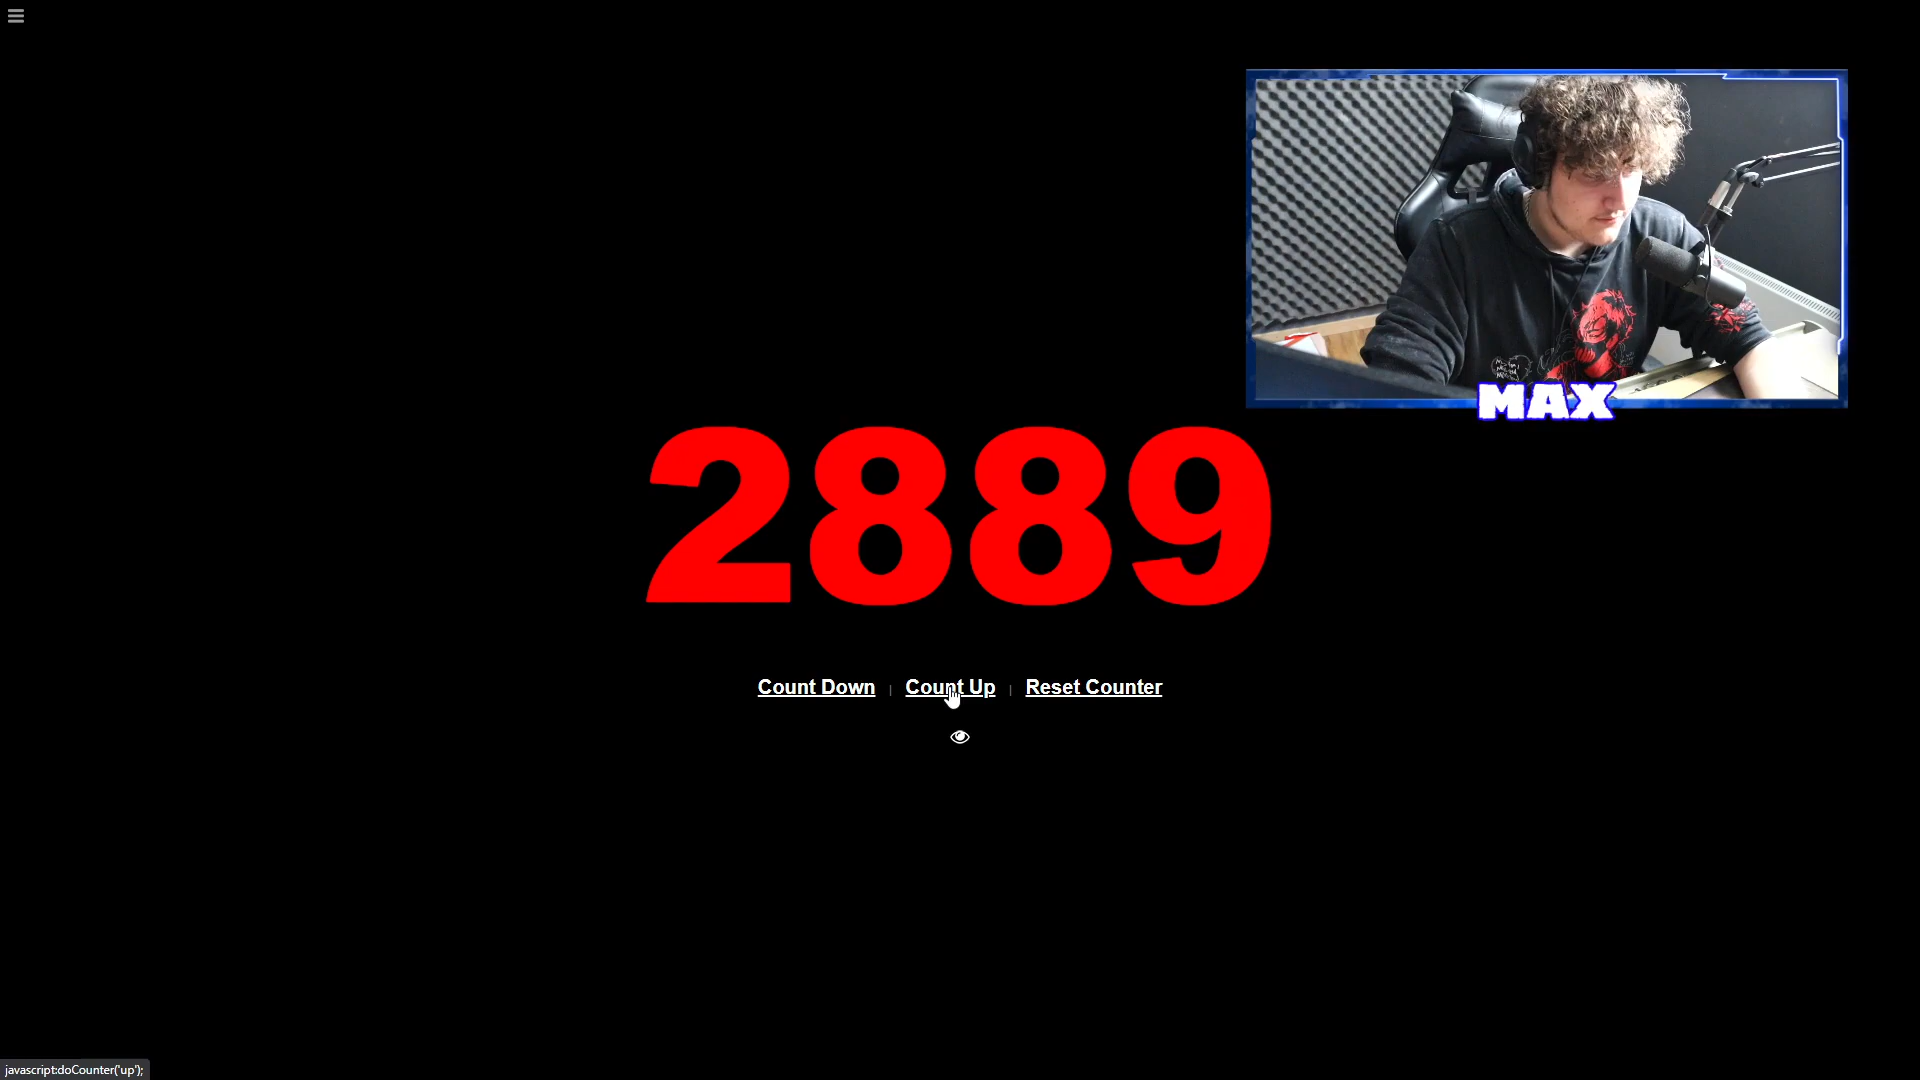 MAX
2889
Count Down | Count Up | Reset Counter
javascript:doCounter('up');